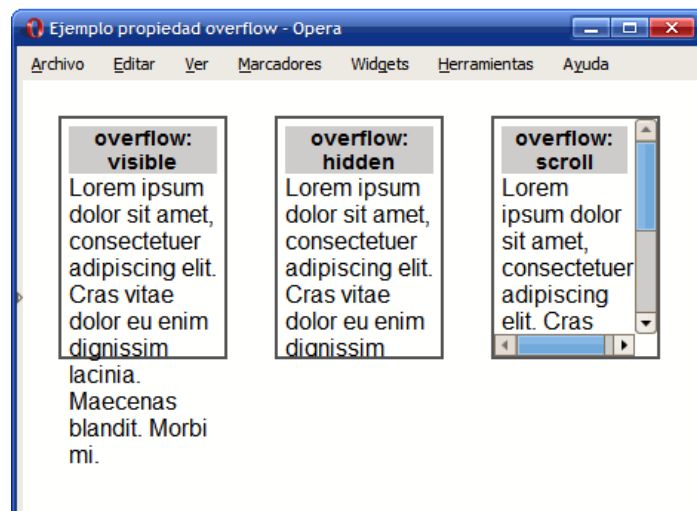 Ejemplo propiedad overflow - Opera
Archivo Editar Ver Marcadores Widgets Herramientas Ayuda
overflow:
visible
Lorem ipsum
dolor sit amet,
consectetuer
adipiscing elit.
Cras vitae
dolor eu enim
dignissim
lacinia.
Maecenas
blandit. Morbi
mi.
overflow:
hidden
Lorem ipsum
dolor sit amet,
consectetuer
adipiscing elit.
Cras vitae
dolor eu enim
dignissim
overflow:
scroll
Lorem
ipsum dolor
sit amet,
consectetuer
adipiscing
elit. Cras